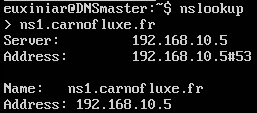 euxiniar@DNSmaster:~$ nslookup
> ns1.carnofluxe.fr
Server:         192.168.10.5
Address:        192.168.10.5#53

Name:   ns1.carnofluxe.fr
Address: 192.168.10.5